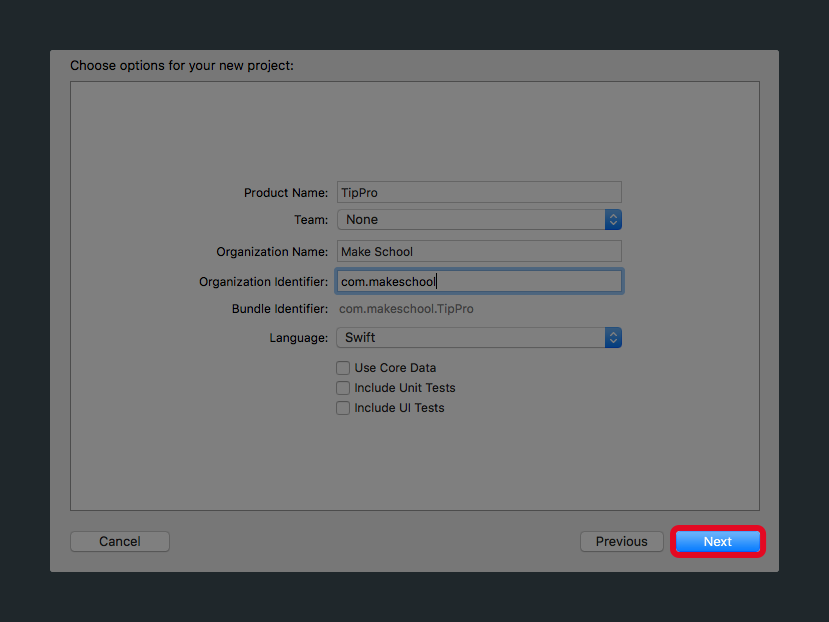 Choose options for your new project:
Product Name: TipPro
Team: None
Organization Name: Make School
Organization Identifier: com.makeschool
Bundle Identifier: com.makeschool.TipPro
Language: Swift
Use Core Data
Include Unit Tests
Include UI Tests
Cancel Previous Next